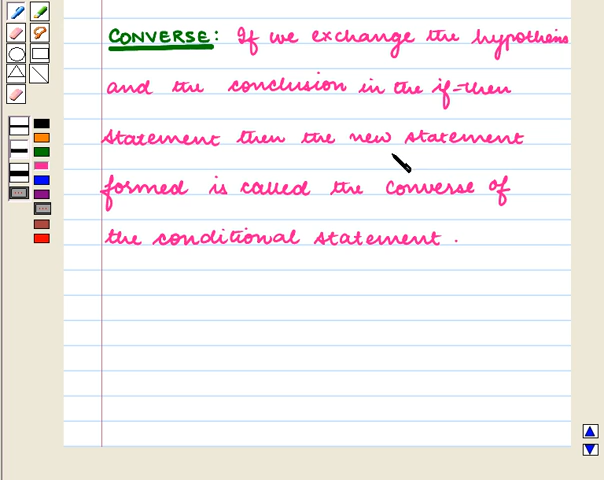 CONVERSE: If we exchange the hypothesis
and the conclusion in the if-then
statement then the new statement
formed is called the converse of
the conditional statement.